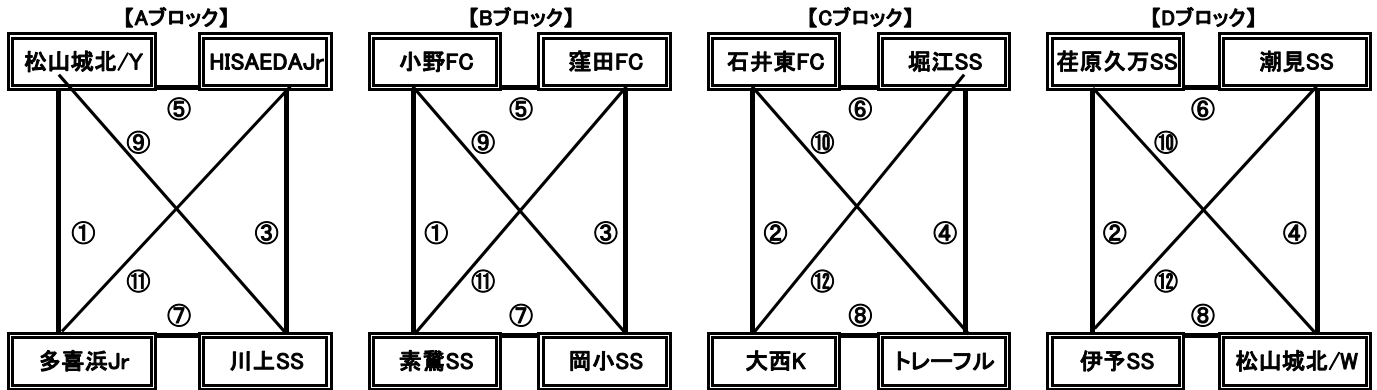 【Aブロック】 【Bブロック】 【Cブロック】 【Dブロック】
松山城北/Y HISAEDAJr 小野FC 窪田FC 石井東FC 堀江SS 荏原久万SS 潮見SS
⑤ ⑤ ⑥ ⑥
⑨ ⑨ ⑩ ⑩
① ③ ① ③ ② ④ ② ④
⑪ ⑪ ⑫ ⑫
⑦ ⑦ ⑧ ⑧
多喜浜Jr 川上SS 素鵞SS 岡小SS 大西K トレーフル 伊予SS 松山城北/W